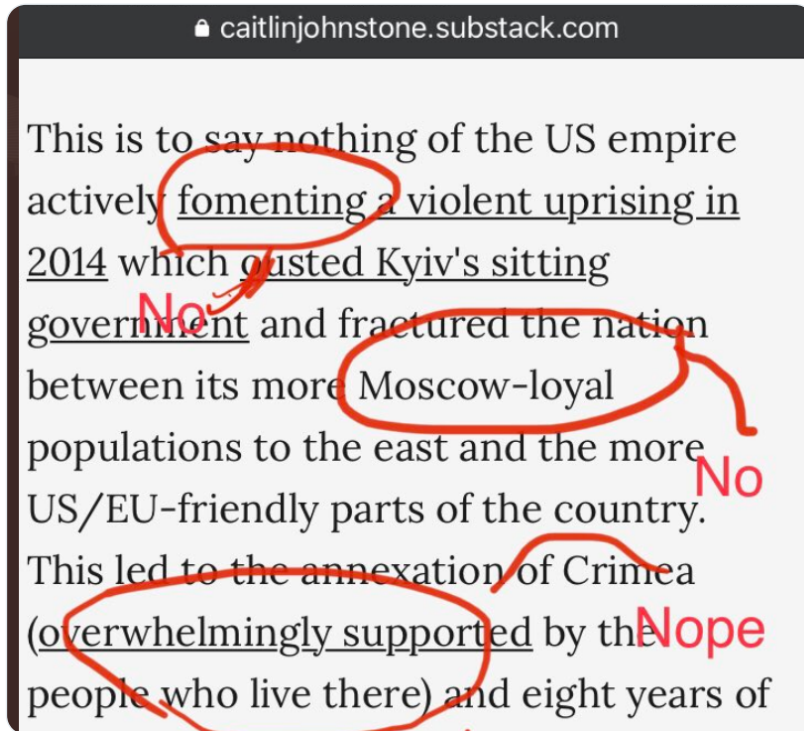 caitlinjohnstone.substack.com
This is to say nothing of the US empire
actively fomenting a violent uprising in
2014 which ousted Kyiv's sitting
No
government and fractured the nation
between its more Moscow-loyal
populations to the east and the more
No
US/EU-friendly parts of the country.
This led to the annexation of Crimea
(overwhelmingly supported by the
Nope
people who live there) and eight years of